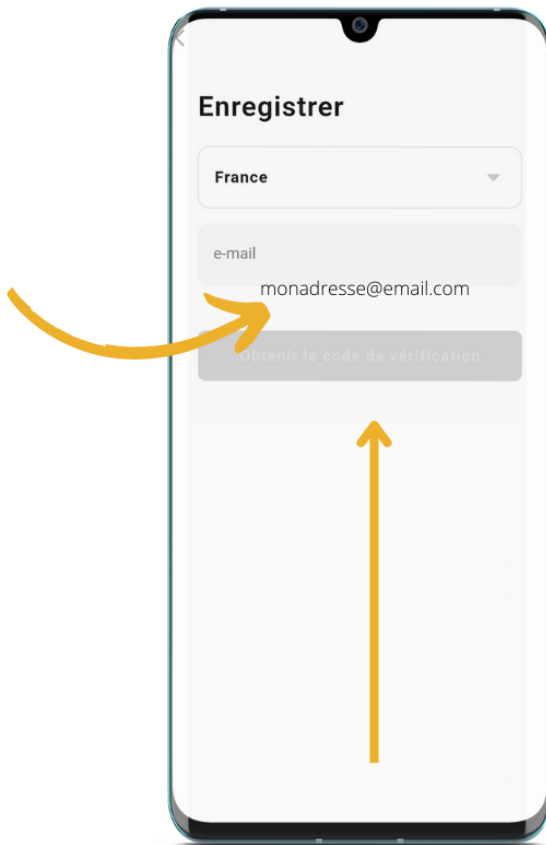 Enregistrer
France
e-mail
monadresse@email.com
Obtenir le code de vérification